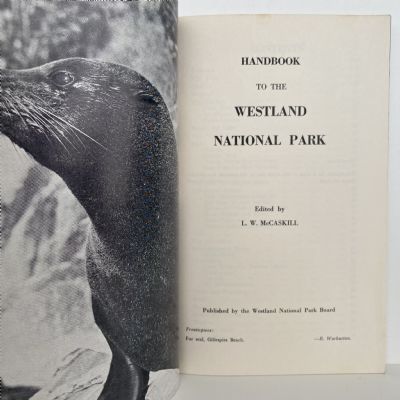 HANDBOOK
TO THE
WESTLAND
NATIONAL PARK
Edited by
L. W. McCASKILL
Published by the Westland National Park Board
Frontispiece:
Fur seal, Gillespies Beach.